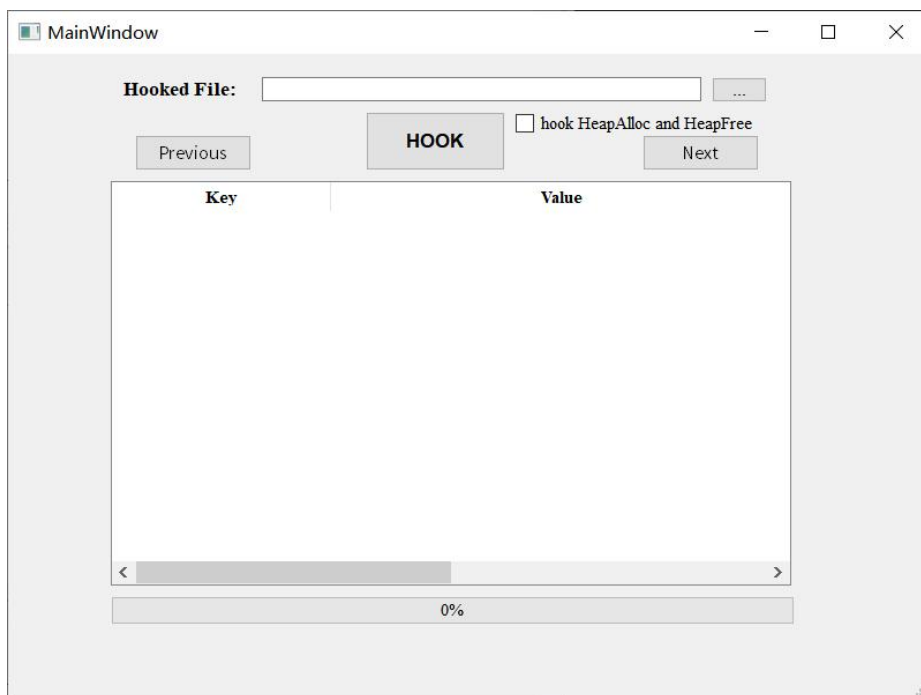 MainWindow
Hooked File:
...
HOOK
hook HeapAlloc and HeapFree
Previous
Next
Key Value
0%